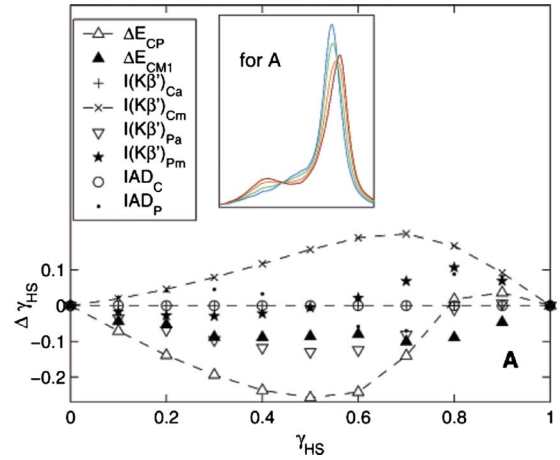 ΔE_CP
ΔE_CM1
I(Kβ')_Ca
I(Kβ')_Cm
I(Kβ')_Pa
I(Kβ')_Pm
IAD_C
IAD_P
for A
0.1
0
-0.1
-0.2
Δ γ_HS
A
0 0.2 0.4 0.6 0.8 1
γ_HS